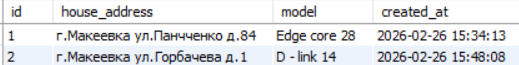 id house_address model created_at
1 г.Макеевка ул.Панчченко д.84 Edge core 28 2026-02-26 15:34:13
2 г.Макеевка ул.Горбачева д.1 D - link 14 2026-02-26 15:48:08